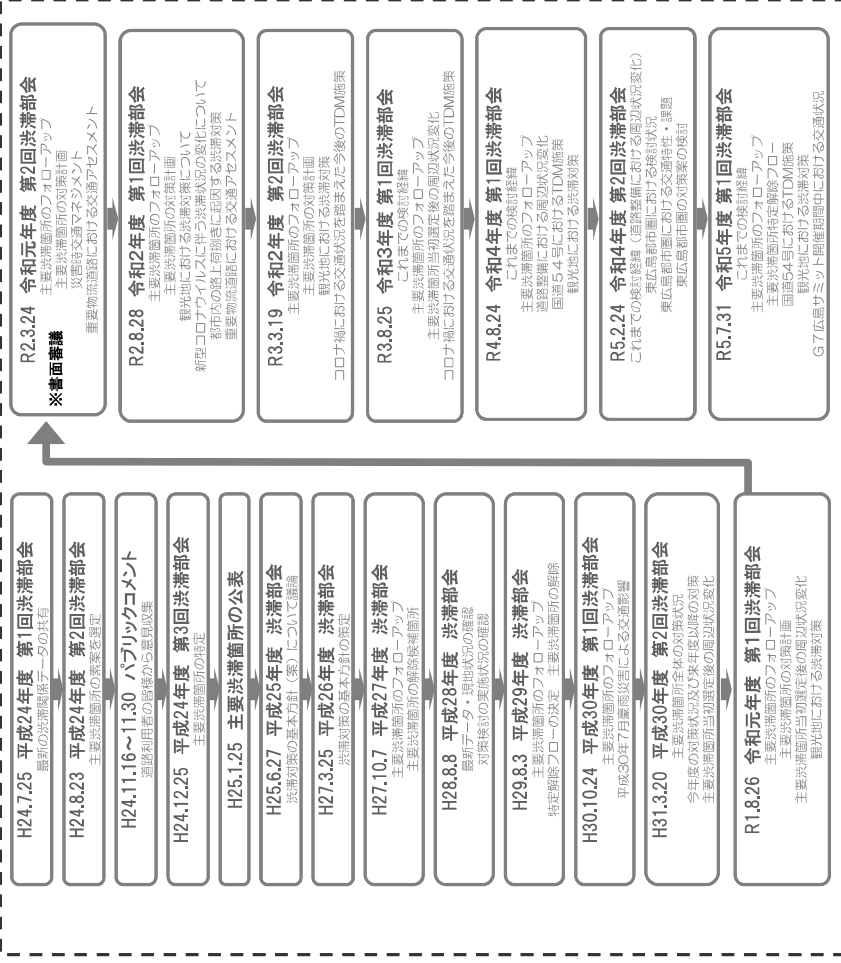 H24.7.25 平成24年度 第1回渋滞部会
最新の渋滞関係データの共有
H24.8.23 平成24年度 第2回渋滞部会
主要渋滞箇所の素案を選定
H24.11.16～11.30 パブリックコメント
道路利用者の皆様から意見収集
H24.12.25 平成24年度 第3回渋滞部会
主要渋滞箇所の特定
H25.1.25 主要渋滞箇所の公表
H25.6.27 平成25年度 渋滞部会
渋滞対策の基本方針（案）について議論
H27.3.25 平成26年度 渋滞部会
渋滞対策の基本方針の策定
H27.10.7 平成27年度 渋滞部会
主要渋滞箇所のフォローアップ
主要渋滞箇所の解除候補箇所
H28.8.8 平成28年度 渋滞部会
最新データ・現地状況の確認
対策検討の実施状況の確認
H29.8.3 平成29年度 渋滞部会
主要渋滞箇所のフォローアップ
特定解除フローの決定 主要渋滞箇所の解除
H30.10.24 平成30年度 第1回渋滞部会
主要渋滞箇所のフォローアップ
平成30年7月豪雨災害による交通影響
H31.3.20 平成30年度 第2回渋滞部会
主要渋滞箇所全体の対策状況
今年度の対策状況及び来年度以降の対策
主要渋滞箇所当初選定後の周辺状況変化
R1.8.26 令和元年度 第1回渋滞部会
主要渋滞箇所のフォローアップ
主要渋滞箇所の対策計画
主要渋滞箇所当初選定後の周辺状況変化
観光地における渋滞対策
R2.3.24 令和元年度 第2回渋滞部会
※書面審議
主要渋滞箇所のフォローアップ
主要渋滞箇所の対策計画
災害時交通マネジメント
重要物流道路における交通アセスメント
R2.8.28 令和2年度 第1回渋滞部会
主要渋滞箇所のフォローアップ
主要渋滞箇所の対策計画
観光地における渋滞対策について
新型コロナウイルスに伴う渋滞状況の変化について
都市内の路上荷捌きに起因する渋滞対策
重要物流道路における交通アセスメント
R3.3.19 令和2年度 第2回渋滞部会
主要渋滞箇所のフォローアップ
主要渋滞箇所の対策計画
観光地における渋滞対策
コロナ禍における交通状況を踏まえた今後のTDM施策
R3.8.25 令和3年度 第1回渋滞部会
これまでの検討経緯
主要渋滞箇所のフォローアップ
主要渋滞箇所当初選定後の周辺状況変化
コロナ禍における交通状況を踏まえた今後のTDM施策
R4.8.24 令和4年度 第1回渋滞部会
これまでの検討経緯
主要渋滞箇所のフォローアップ
道路整備における周辺状況変化
国道54号におけるTDM施策
観光地における渋滞対策
R5.2.24 令和4年度 第2回渋滞部会
これまでの検討経緯（道路整備における周辺状況変化）
東広島都市圏における検討状況
東広島都市圏における交通特性・課題
東広島都市圏の対策案の検討
R5.7.31 令和5年度 第1回渋滞部会
これまでの検討経緯
主要渋滞箇所のフォローアップ
主要渋滞箇所特定解除フロー
国道54号におけるTDM施策
観光地における渋滞対策
G7広島サミット開催期間中における交通状況